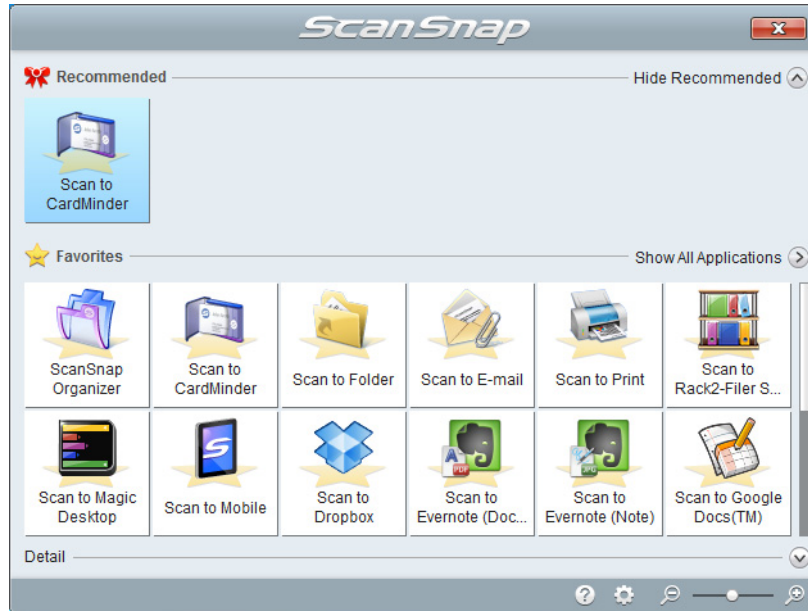 ScanSnap
Recommended
Hide Recommended
Scan to
CardMinder
Favorites
Show All Applications
ScanSnap
Organizer
Scan to
CardMinder
Scan to Folder
Scan to E-mail
Scan to Print
Scan to
Rack2-Filer S...
Scan to Magic
Desktop
Scan to Mobile
Scan to
Dropbox
A
PDF
Scan to
Evernote (Doc...
JPG
Scan to
Evernote (Note)
Scan to Google
Docs(TM)
Detail